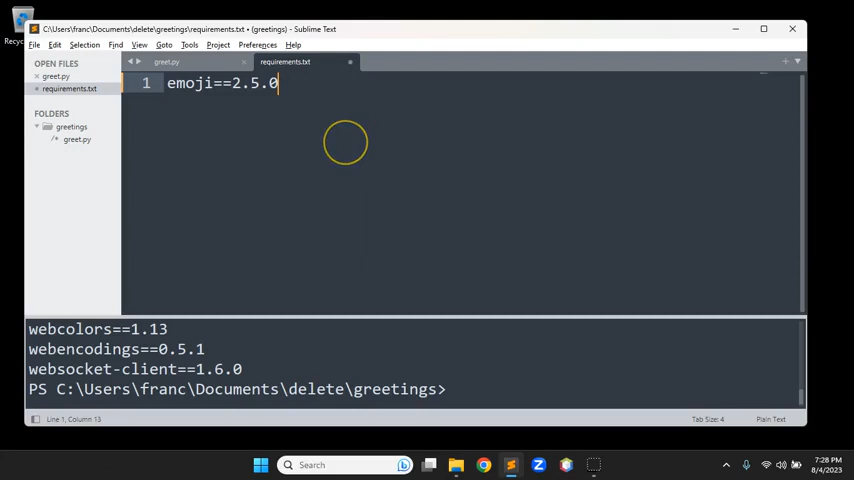 Recyc
C:\Users\franc\Documents\delete\greetings\requirements.txt • (greetings) - Sublime Text
File Edit Selection Find View Goto Tools Project Preferences Help
OPEN FILES
greet.py
requirements.txt
FOLDERS
greetings
greet.py
greet.py
requirements.txt
1 emoji==2.5.0
webcolors==1.13
webencodings==0.5.1
websocket-client==1.6.0
PS C:\Users\franc\Documents\delete\greetings>
Line 1, Column 13
Tab Size: 4
Plain Text
Search
7:28 PM
8/4/2023